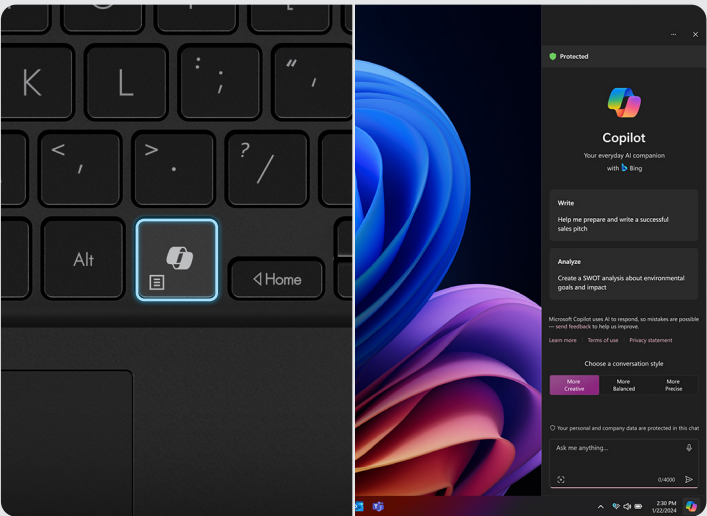 K
L
: ;
" '
< ,
> .
? /
Alt
◁ Home
Protected
Copilot
Your everyday AI companion
with Bing
Write
Help me prepare and write a successful
sales pitch
Analyze
Create a SWOT analysis about environmental
goals and impact
Microsoft Copilot uses AI to respond, so mistakes are possible
— send feedback to help us improve.
Learn more Terms of use Privacy statement
Choose a conversation style
More
Creative
More
Balanced
More
Precise
Your personal and company data are protected in this chat
Ask me anything...
0/4000
2:30 PM
1/22/2024